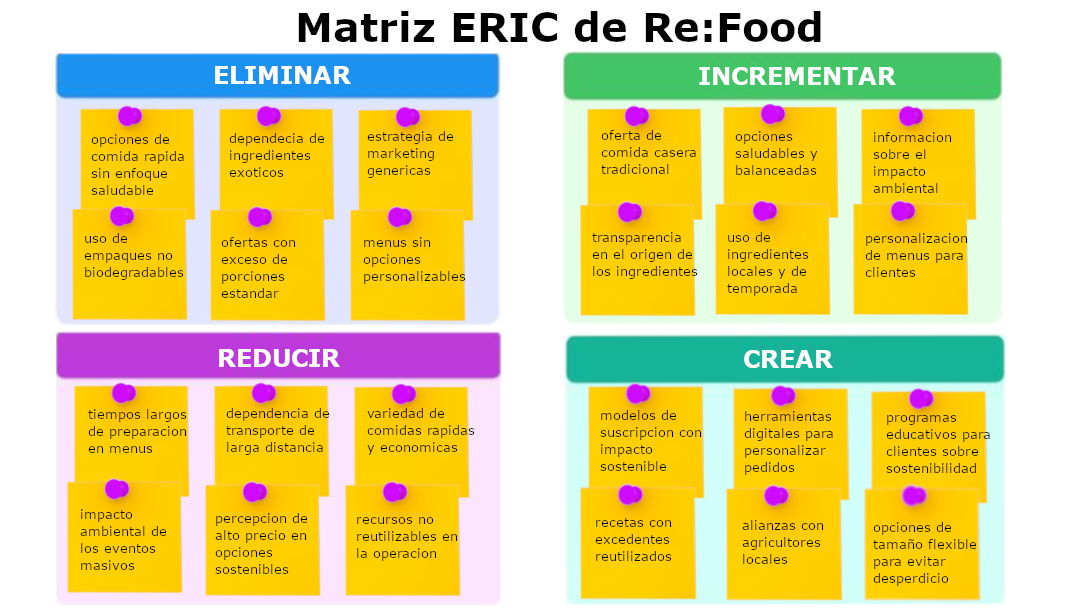 Matriz ERIC de Re:Food
ELIMINAR
opciones de
comida rapida
sin enfoque
saludable
dependecia de
ingredientes
exoticos
estrategia de
marketing
genericas
uso de
empaques no
biodegradables
ofertas con
exceso de
porciones
estandar
menus sin
opciones
personalizables
INCREMENTAR
oferta de
comida casera
tradicional
opciones
saludables y
balanceadas
informacion
sobre el
impacto
ambiental
transparencia
en el origen de
los ingredientes
uso de
ingredientes
locales y de
temporada
personalizacion
de menus para
clientes
REDUCIR
tiempos largos
de preparacion
en menus
dependencia de
transporte de
larga distancia
variedad de
comidas rapidas
y economicas
impacto
ambiental de
los eventos
masivos
percepcion de
alto precio en
opciones
sostenibles
recursos no
reutilizables en
la operacion
CREAR
modelos de
suscripcion con
impacto
sostenible
herramientas
digitales para
personalizar
pedidos
programas
educativos para
clientes sobre
sostenibilidad
recetas con
excedentes
reutilizados
alianzas con
agricultores
locales
opciones de
tamaño flexible
para evitar
desperdicio